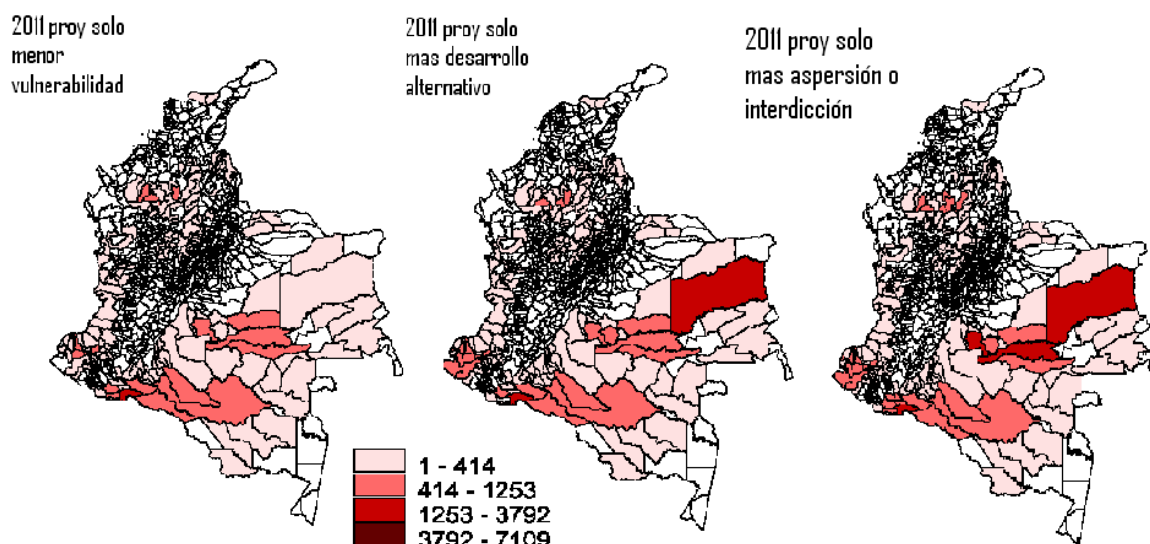 2011 proy solo
menor
vulnerabilidad
2011 proy solo
mas desarrollo
alternativo
2011 proy solo
mas aspersión o
interdicción
1 - 414
414 - 1253
1253 - 3792
3792 - 7109